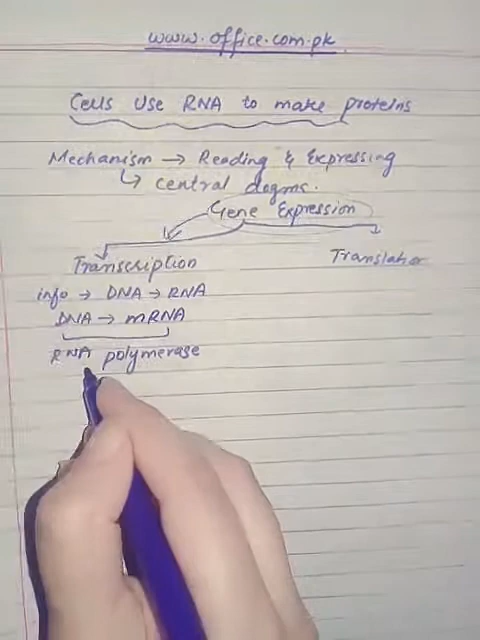 www.office.com.pk
Cells Use RNA to make proteins
Mechanism → Reading & Expressing
↳ central dogms.
Gene Expression
Transcription
Translation
info → DNA → RNA
DNA → mRNA
RNA polymerase